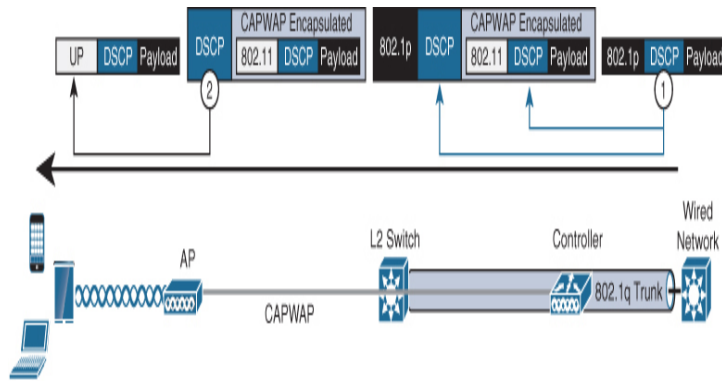 CAPWAP Encapsulated
CAPWAP Encapsulated
UP DSCP Payload
DSCP
802.11 DSCP Payload
802.1p DSCP
802.11 DSCP Payload
802.1p DSCP Payload
2
1
AP
L2 Switch
Controller
Wired
Network
CAPWAP
802.1q Trunk